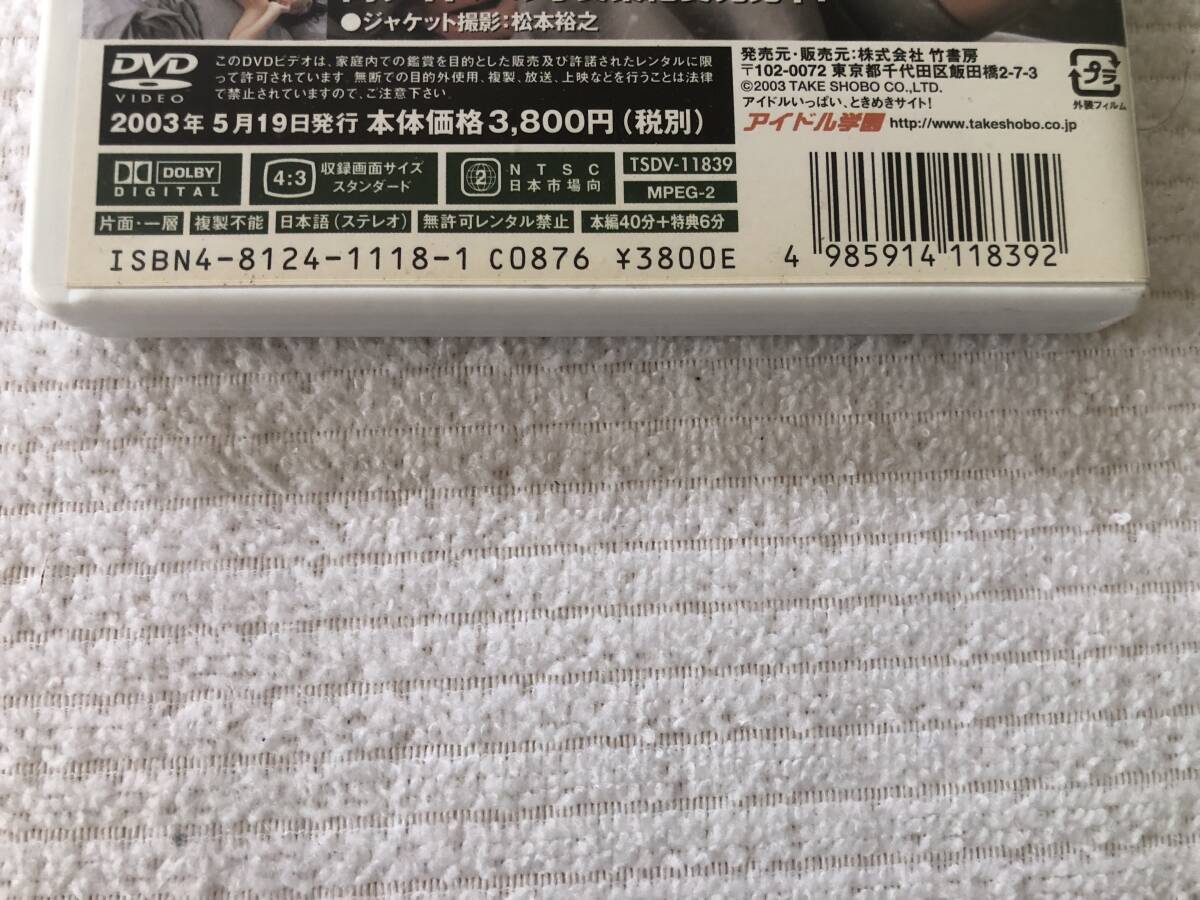 ●ジャケット撮影:松本裕之
DVD
VIDEO
このDVDビデオは、家庭内での鑑賞を目的とした販売及び許諾されたレンタルに限
って許可されています。無断での目的外使用、複製、放送、上映などを行うことは法律
で禁止されていますので、ご注意下さい。
2003年 5月19日発行 本体価格3,800円(税別)
DOLBY
DIGITAL
4:3
収録画面サイズ
スタンダード
2
NTSC
日本市場向
TSDV-11839
MPEG-2
片面・一層
複製不能
日本語(ステレオ)
無許可レンタル禁止
本編40分+特典6分
ISBN4-8124-1118-1 C0876 ¥3800E
発売元・販売元:株式会社 竹書房
〒102-0072 東京都千代田区飯田橋2-7-3
©2003 TAKE SHOBO CO.,LTD.
アイドルいっぱい、ときめきサイト!
アイドル学園 http://www.takeshobo.co.jp
プラ
外装フィルム
4 985914 118392